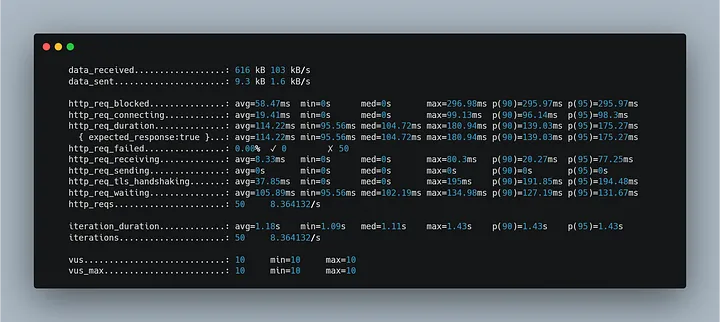 data_received..................: 616 kB 103 kB/s
data_sent......................: 9.3 kB 1.6 kB/s
http_req_blocked...............: avg=58.47ms min=0s med=0s max=296.98ms p(90)=295.97ms p(95)=295.97ms
http_req_connecting............: avg=19.41ms min=0s med=0s max=99.13ms p(90)=96.14ms p(95)=98.3ms
http_req_duration..............: avg=114.22ms min=95.56ms med=104.72ms max=180.94ms p(90)=139.03ms p(95)=175.27ms
{ expected_response:true }...: avg=114.22ms min=95.56ms med=104.72ms max=180.94ms p(90)=139.03ms p(95)=175.27ms
http_req_failed................: 0.00% ✓ 0 ✗ 50
http_req_receiving.............: avg=8.33ms min=0s med=0s max=80.3ms p(90)=20.27ms p(95)=77.25ms
http_req_sending...............: avg=0s min=0s med=0s max=0s p(90)=0s p(95)=0s
http_req_tls_handshaking.......: avg=37.85ms min=0s med=0s max=195ms p(90)=191.85ms p(95)=194.48ms
http_req_waiting...............: avg=105.89ms min=95.56ms med=102.19ms max=134.98ms p(90)=127.19ms p(95)=131.67ms
http_reqs......................: 50 8.364132/s
iteration_duration.............: avg=1.18s min=1.09s med=1.11s max=1.43s p(90)=1.43s p(95)=1.43s
iterations.....................: 50 8.364132/s
vus............................: 10 min=10 max=10
vus_max........................: 10 min=10 max=10